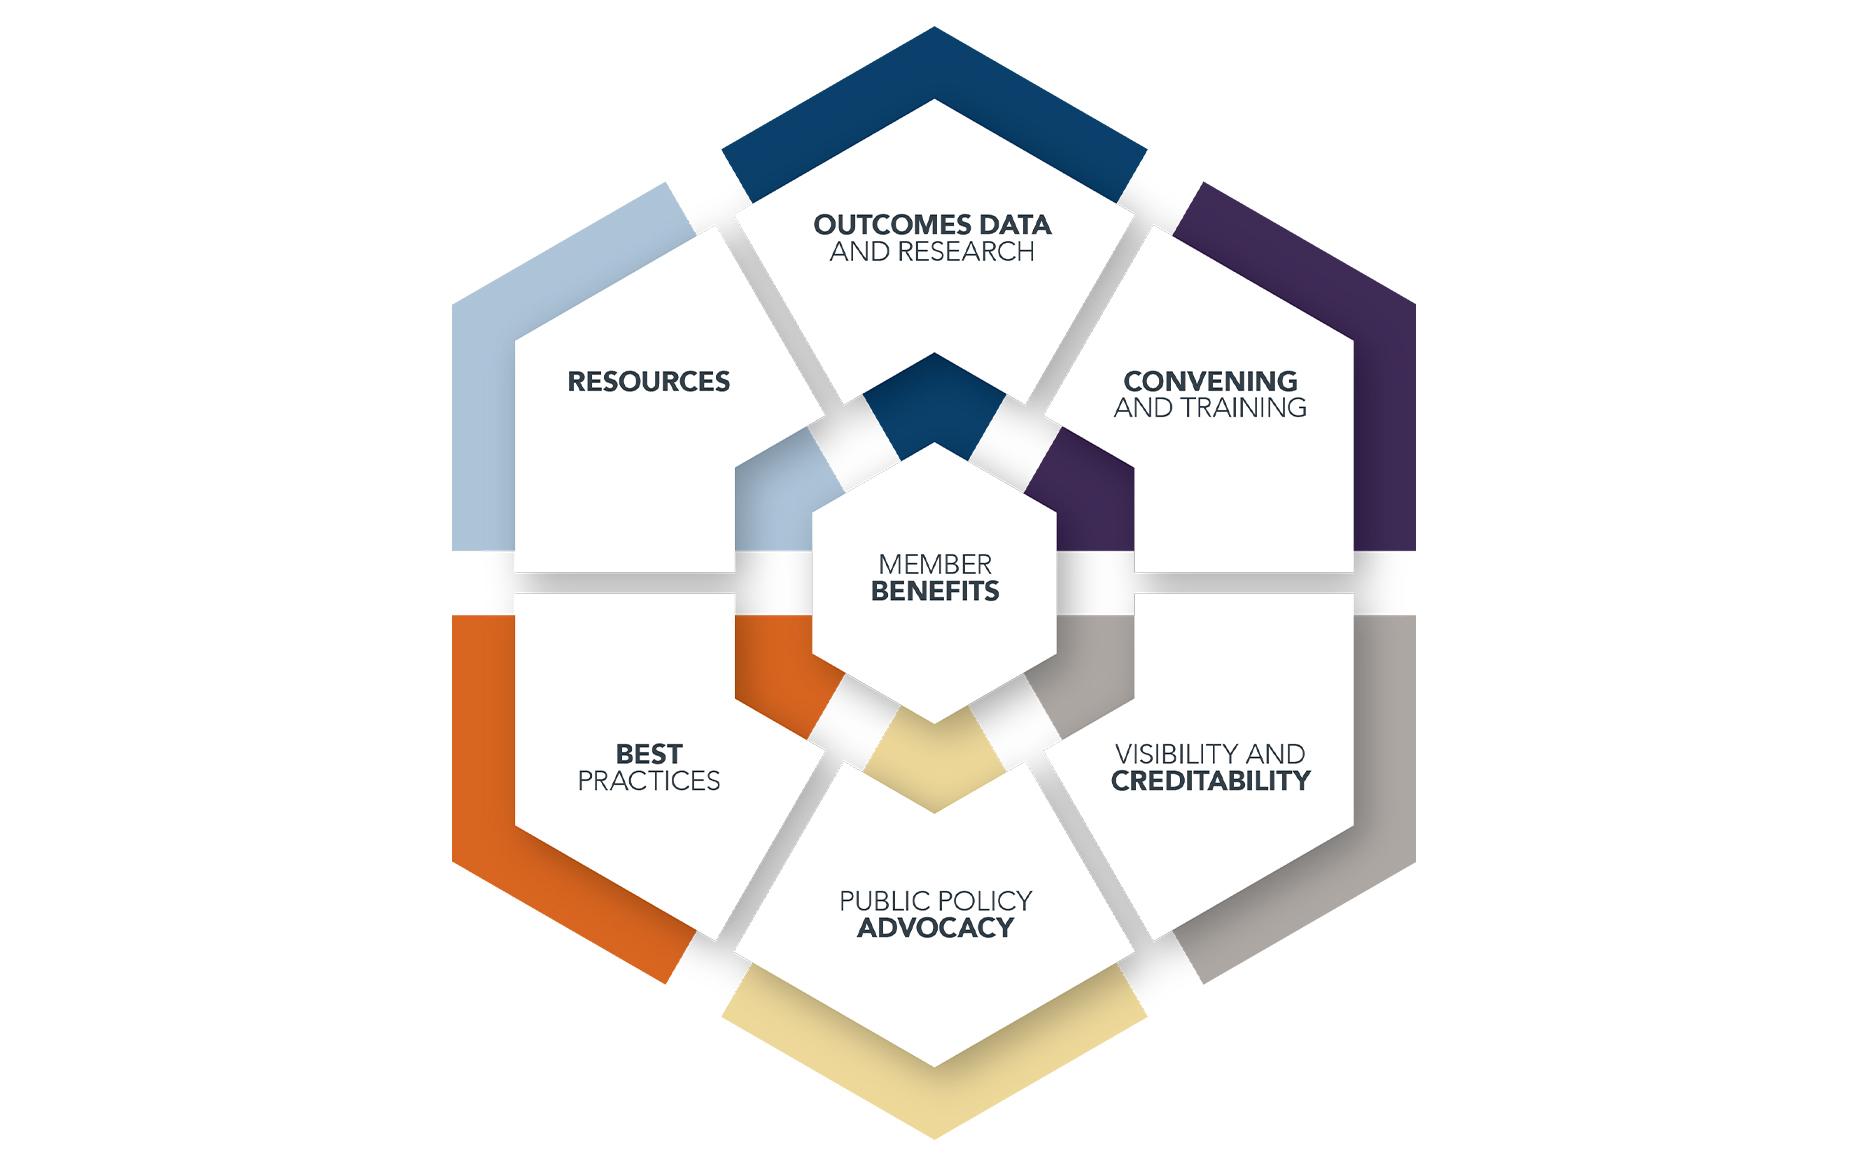 OUTCOMES DATA
AND RESEARCH
RESOURCES
CONVENING
AND TRAINING
MEMBER
BENEFITS
BEST
PRACTICES
VISIBILITY AND
CREDITABILITY
PUBLIC POLICY
ADVOCACY